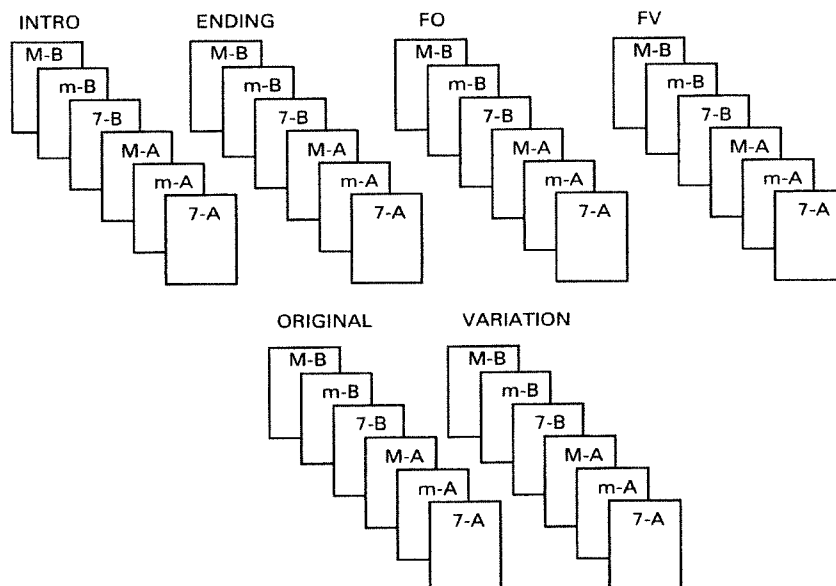 INTRO ENDING FO FV
M-B M-B M-B M-B
m-B m-B m-B m-B
7-B 7-B 7-B 7-B
M-A M-A M-A M-A
m-A m-A m-A m-A
7-A 7-A 7-A 7-A
ORIGINAL VARIATION
M-B M-B
m-B m-B
7-B 7-B
M-A M-A
m-A m-A
7-A 7-A